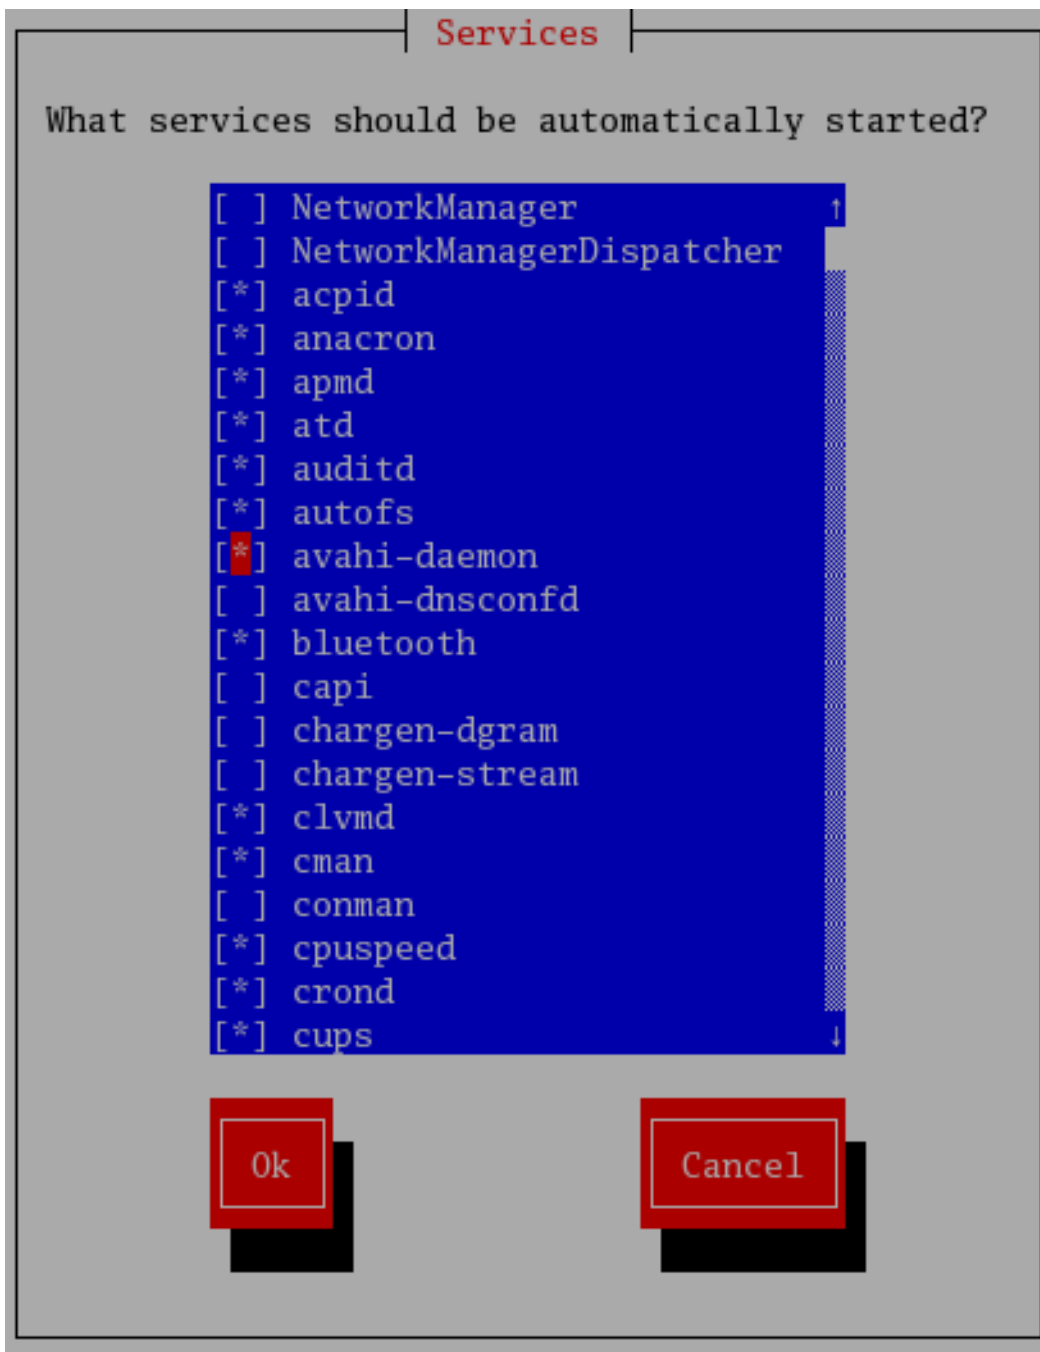 Services
What services should be automatically started?
[ ] NetworkManager ↑
[ ] NetworkManagerDispatcher
[*] acpid
[*] anacron
[*] apmd
[*] atd
[*] auditd
[*] autofs
[*] avahi-daemon
[ ] avahi-dnsconfd
[*] bluetooth
[ ] capi
[ ] chargen-dgram
[ ] chargen-stream
[*] clvmd
[*] cman
[ ] conman
[*] cpuspeed
[*] crond
[*] cups ↓
Ok Cancel